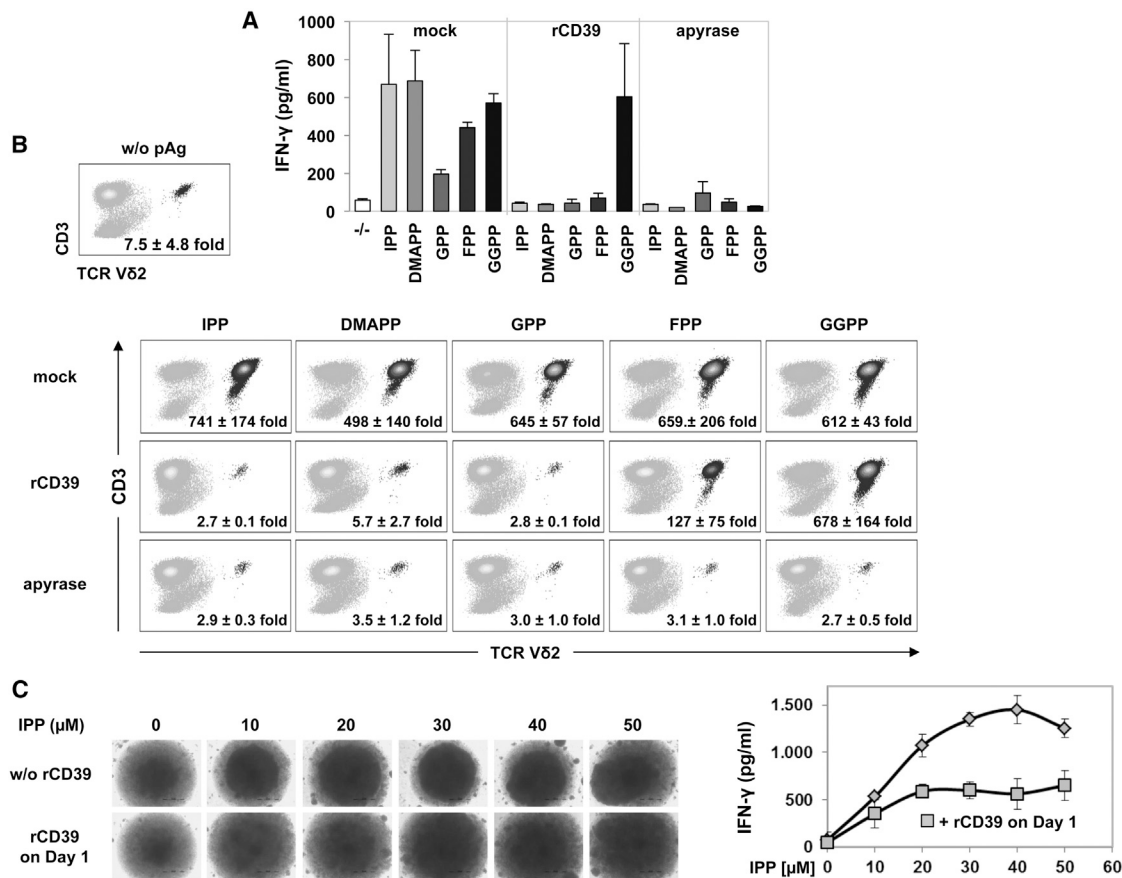 A
mock
rCD39
apyrase
IFN-γ (pg/ml)
1000
800
600
400
200
0
-/-
IPP
DMAPP
GPP
FPP
GGPP
IPP
DMAPP
GPP
FPP
GGPP
IPP
DMAPP
GPP
FPP
GGPP
B
w/o pAg
CD3
7.5 ± 4.8 fold
TCR Vδ2
IPP DMAPP GPP FPP GGPP
mock
741 ± 174 fold 498 ± 140 fold 645 ± 57 fold 659.± 206 fold 612 ± 43 fold
CD3
rCD39
2.7 ± 0.1 fold 5.7 ± 2.7 fold 2.8 ± 0.1 fold 127 ± 75 fold 678 ± 164 fold
apyrase
2.9 ± 0.3 fold 3.5 ± 1.2 fold 3.0 ± 1.0 fold 3.1 ± 1.0 fold 2.7 ± 0.5 fold
TCR Vδ2
C
IPP (µM) 0 10 20 30 40 50
w/o rCD39
rCD39
on Day 1
IFN-γ (pg/ml)
1.500
1.000
500
0
+ rCD39 on Day 1
IPP [µM] 0 10 20 30 40 50 60